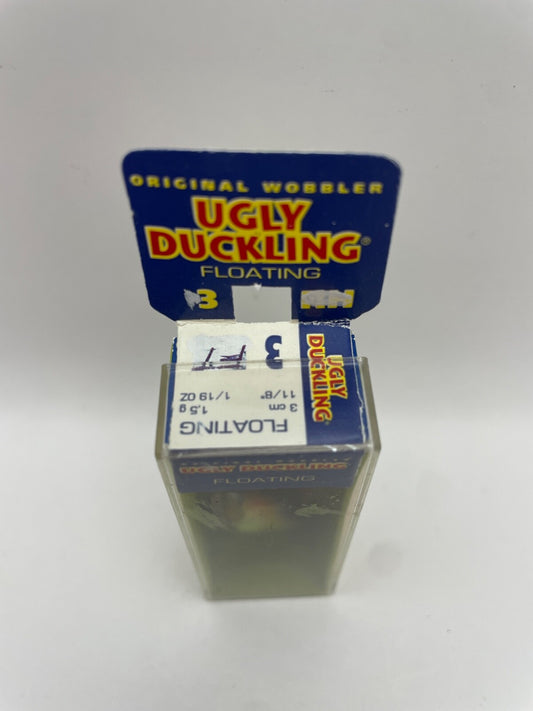 ORIGINAL WOBBLER
UGLY
DUCKLING®
FLOATING
3 RH
UGLY
DUCKLING
3
FLOATING
3 cm 1,5 g
11/8" 1/19 OZ
UGLY DUCKLING
FLOATING